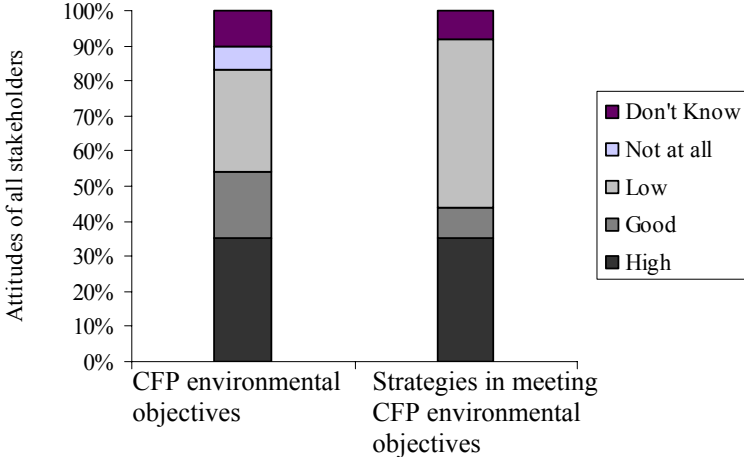 Attitudes of all stakeholders
100%
90%
80%
70%
60%
50%
40%
30%
20%
10%
0%
CFP environmental
objectives
Strategies in meeting
CFP environmental
objectives
Don't Know
Not at all
Low
Good
High